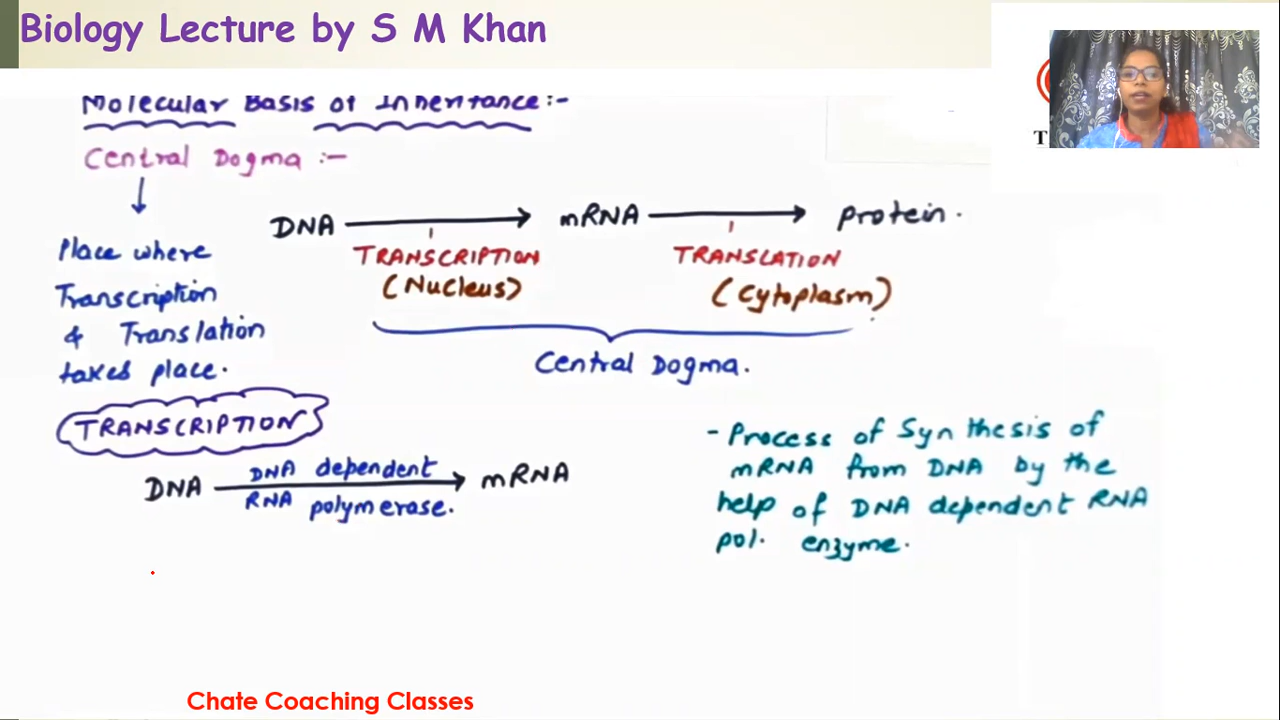 Biology Lecture by S M Khan
T
Molecular Basis of Inheritance:-
Central Dogma :-
DNA mRNA protein.
TRANSCRIPTION TRANSLATION
(Nucleus) (Cytoplasm)
Central Dogma.
Place where
Transcription
& Translation
takes place.
TRANSCRIPTION
DNA dependent
DNA mRNA
RNA polymerase.
- Process of Synthesis of
mRNA from DNA by the
help of DNA dependent RNA
pol. enzyme.
Chate Coaching Classes